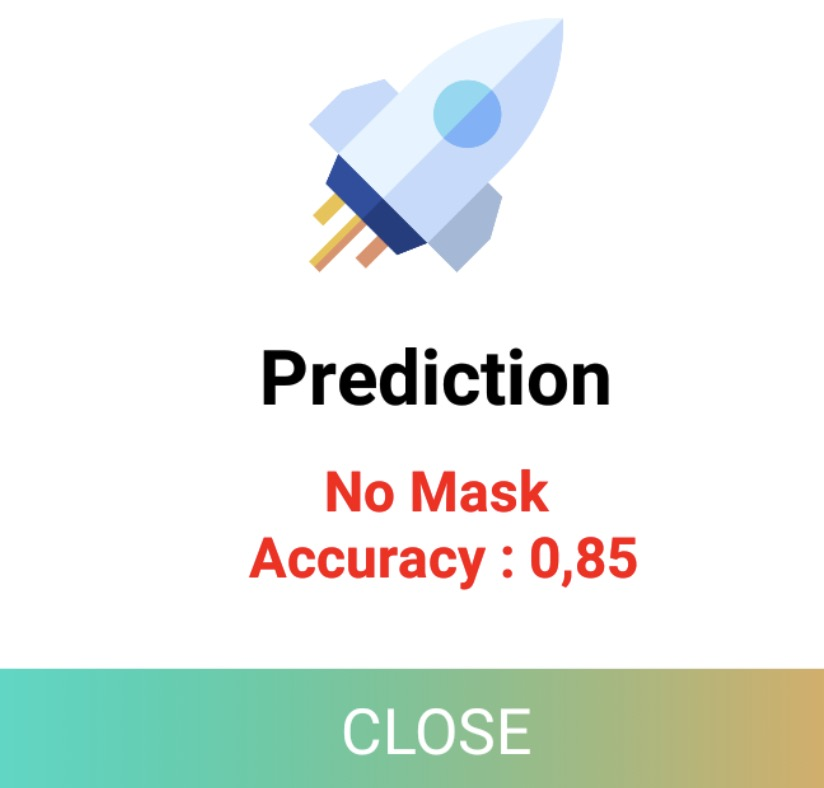 Prediction
No Mask
Accuracy : 0,85
CLOSE